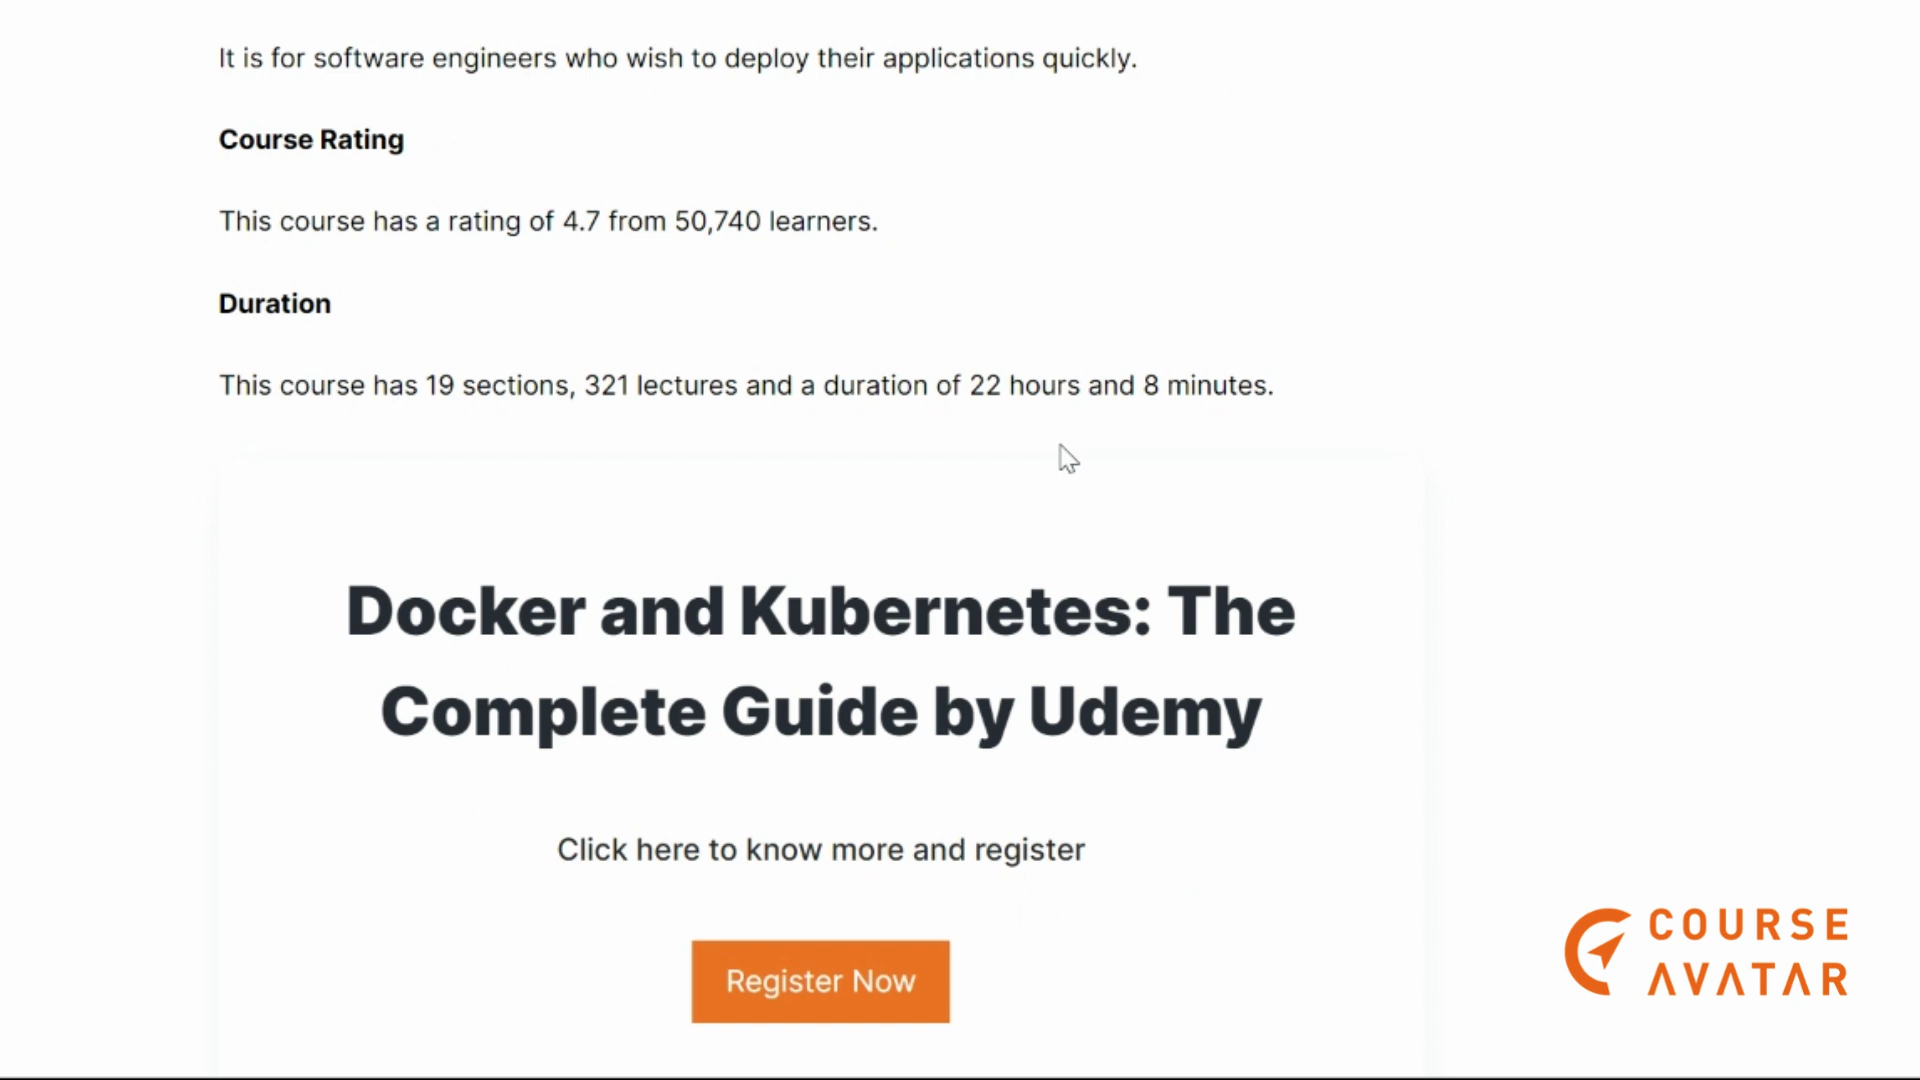 It is for software engineers who wish to deploy their applications quickly.
Course Rating
This course has a rating of 4.7 from 50,740 learners.
Duration
This course has 19 sections, 321 lectures and a duration of 22 hours and 8 minutes.
Docker and Kubernetes: The
Complete Guide by Udemy
Click here to know more and register
Register Now
COURSE
AVATAR